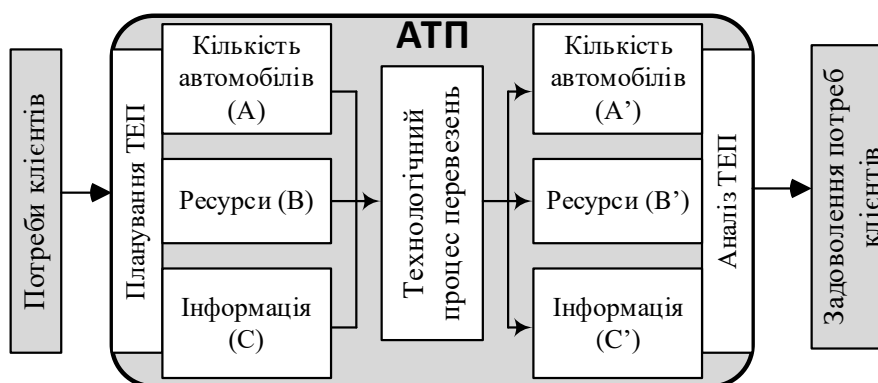 АТП
Потреби клієнтів
Планування ТЕП
Кількість
автомобілів
(А)
Ресурси (В)
Інформація
(С)
Технологічний
процес перевезень
Кількість
автомобілів
(А’)
Ресурси (В’)
Інформація
(С’)
Аналіз ТЕП
Задоволення потреб
клієнтів